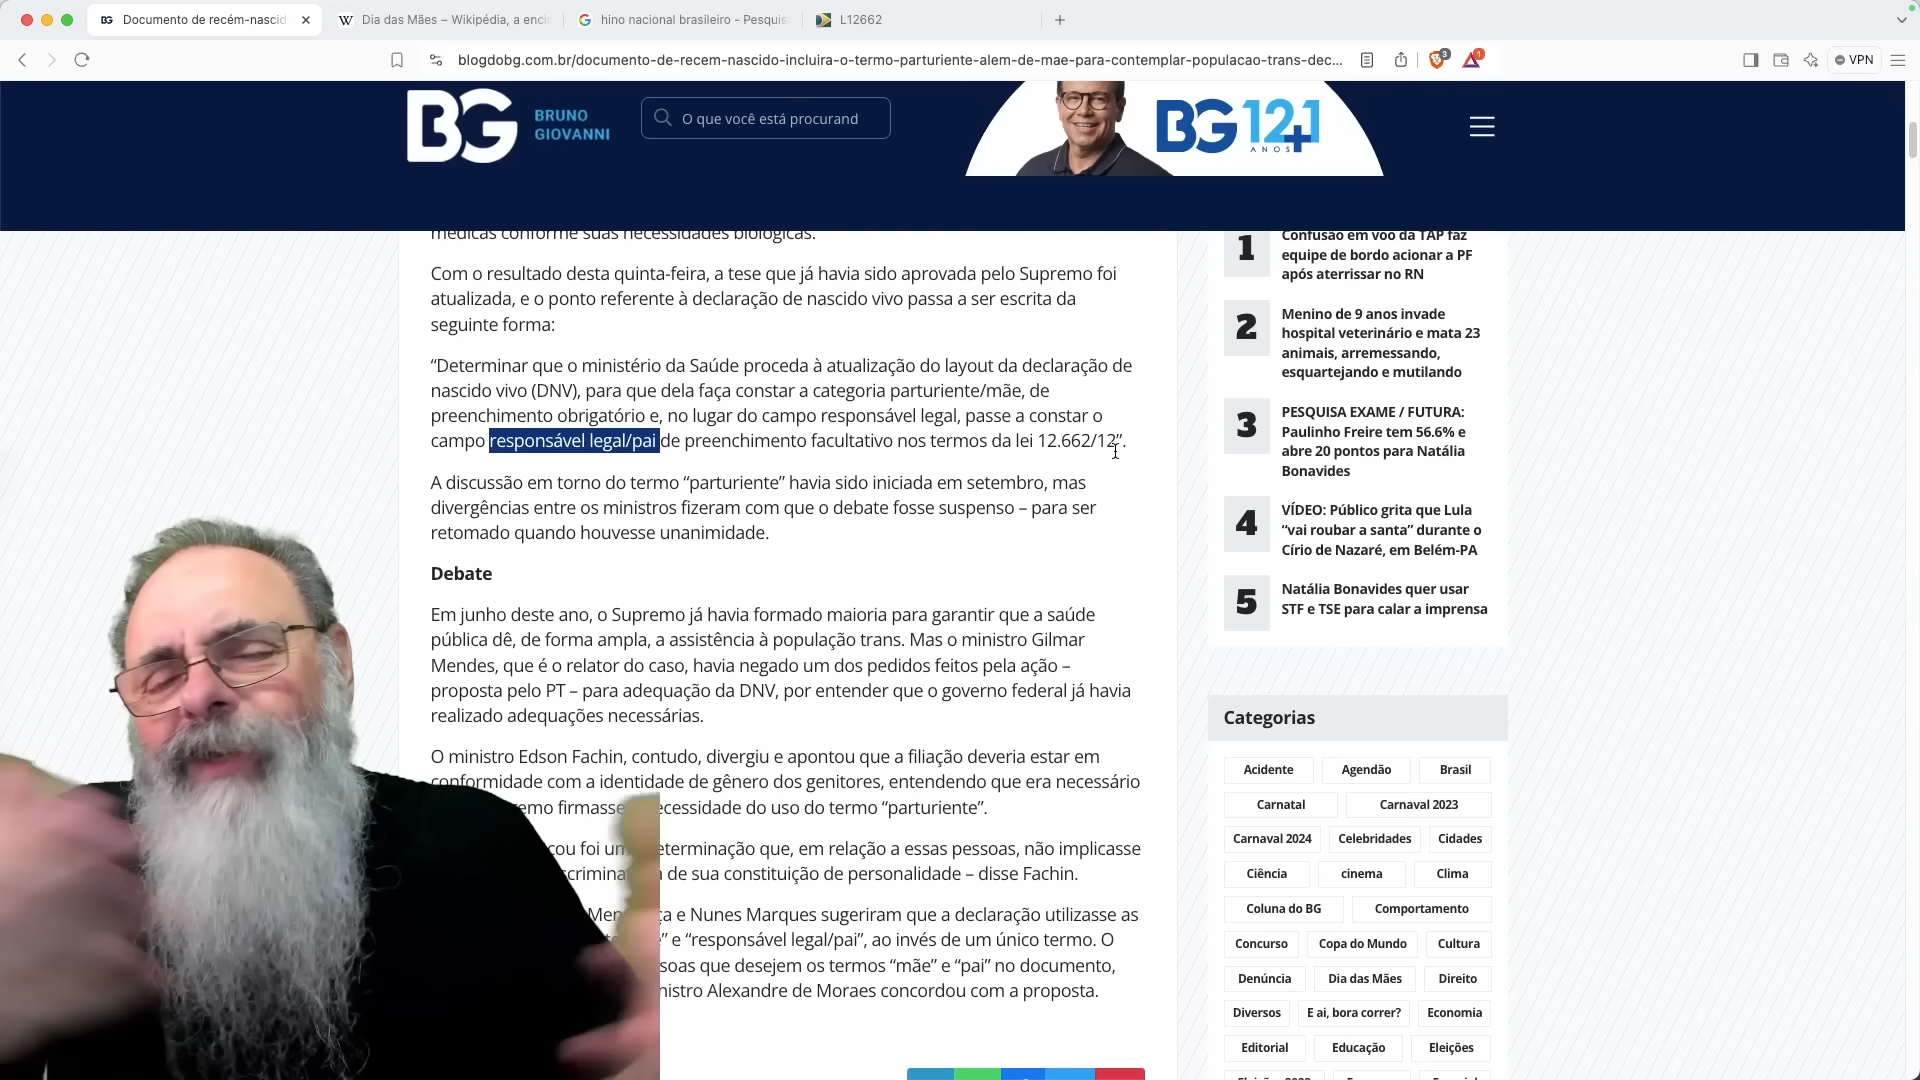 Documento de recém-nascid
Dia das Mães – Wikipédia, a enci
hino nacional brasileiro - Pesquis
L12662
blogdobg.com.br/documento-de-recem-nascido-incluira-o-termo-parturiente-alem-de-mae-para-contemplar-populacao-trans-dec...
3
1
VPN
BG
BRUNO
GIOVANNI
O que você está procurand
BG 12+1
ANOS
médicas conforme suas necessidades biológicas.
Com o resultado desta quinta-feira, a tese que já havia sido aprovada pelo Supremo foi
atualizada, e o ponto referente à declaração de nascido vivo passa a ser escrita da
seguinte forma:
“Determinar que o ministério da Saúde proceda à atualização do layout da declaração de
nascido vivo (DNV), para que dela faça constar a categoria parturiente/mãe, de
preenchimento obrigatório e, no lugar do campo responsável legal, passe a constar o
campo responsável legal/pai de preenchimento facultativo nos termos da lei 12.662/12”.
A discussão em torno do termo “parturiente” havia sido iniciada em setembro, mas
divergências entre os ministros fizeram com que o debate fosse suspenso – para ser
retomado quando houvesse unanimidade.
Debate
Em junho deste ano, o Supremo já havia formado maioria para garantir que a saúde
pública dê, de forma ampla, a assistência à população trans. Mas o ministro Gilmar
Mendes, que é o relator do caso, havia negado um dos pedidos feitos pela ação –
proposta pelo PT – para adequação da DNV, por entender que o governo federal já havia
realizado adequações necessárias.
O ministro Edson Fachin, contudo, divergiu e apontou que a filiação deveria estar em
conformidade com a identidade de gênero dos genitores, entendendo que era necessário
emo firmasse ecessidade do uso do termo “parturiente”.
cou foi um eterminação que, em relação a essas pessoas, não implicasse
scrimina de sua constituição de personalidade – disse Fachin.
Men ça e Nunes Marques sugeriram que a declaração utilizasse as
” e “responsável legal/pai”, ao invés de um único termo. O
soas que desejem os termos “mãe” e “pai” no documento,
nistro Alexandre de Moraes concordou com a proposta.
1
Confusão em voo da TAP faz
equipe de bordo acionar a PF
após aterrissar no RN
2
Menino de 9 anos invade
hospital veterinário e mata 23
animais, arremessando,
esquartejando e mutilando
3
PESQUISA EXAME / FUTURA:
Paulinho Freire tem 56.6% e
abre 20 pontos para Natália
Bonavides
4
VÍDEO: Público grita que Lula
“vai roubar a santa” durante o
Círio de Nazaré, em Belém-PA
5
Natália Bonavides quer usar
STF e TSE para calar a imprensa
Categorias
Acidente
Agendão
Brasil
Carnatal
Carnaval 2023
Carnaval 2024
Celebridades
Cidades
Ciência
cinema
Clima
Coluna do BG
Comportamento
Concurso
Copa do Mundo
Cultura
Denúncia
Dia das Mães
Direito
Diversos
E ai, bora correr?
Economia
Editorial
Educação
Eleições